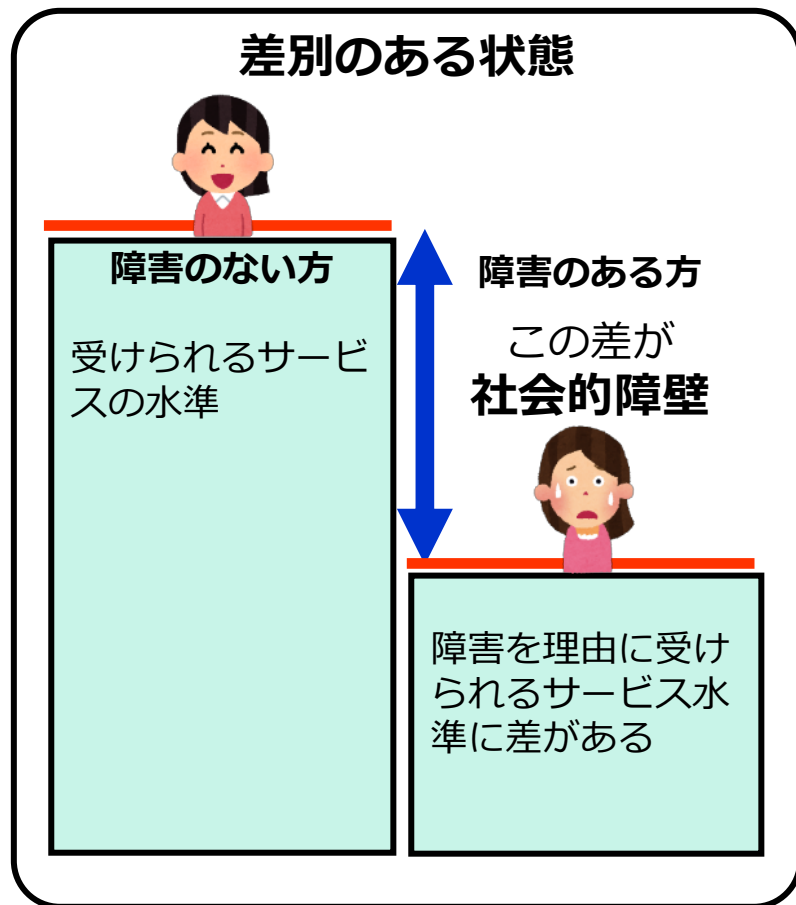 差別のある状態
障害のない方
受けられるサービ
スの水準
障害のある方
この差が
社会的障壁
障害を理由に受け
られるサービス水
準に差がある